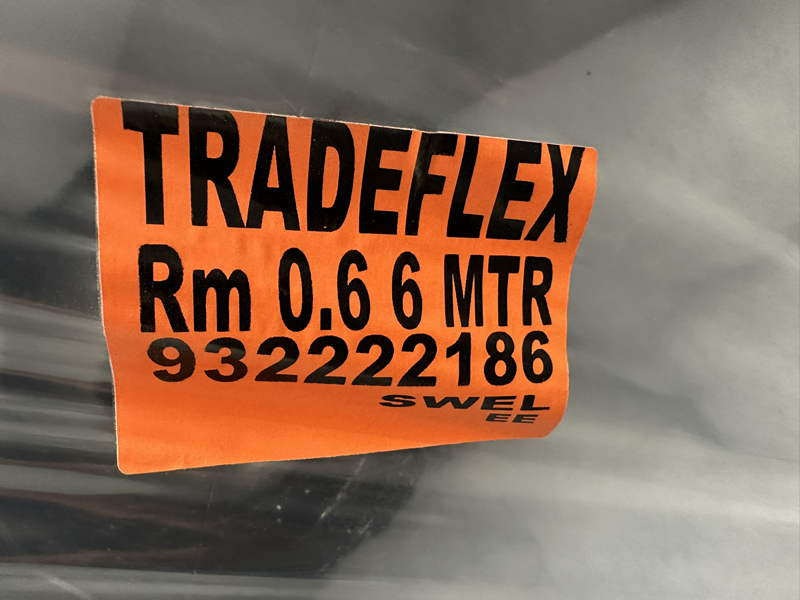 TRADEFLEX
Rm 0.6 6 MTR
932222186
SWEL
EE